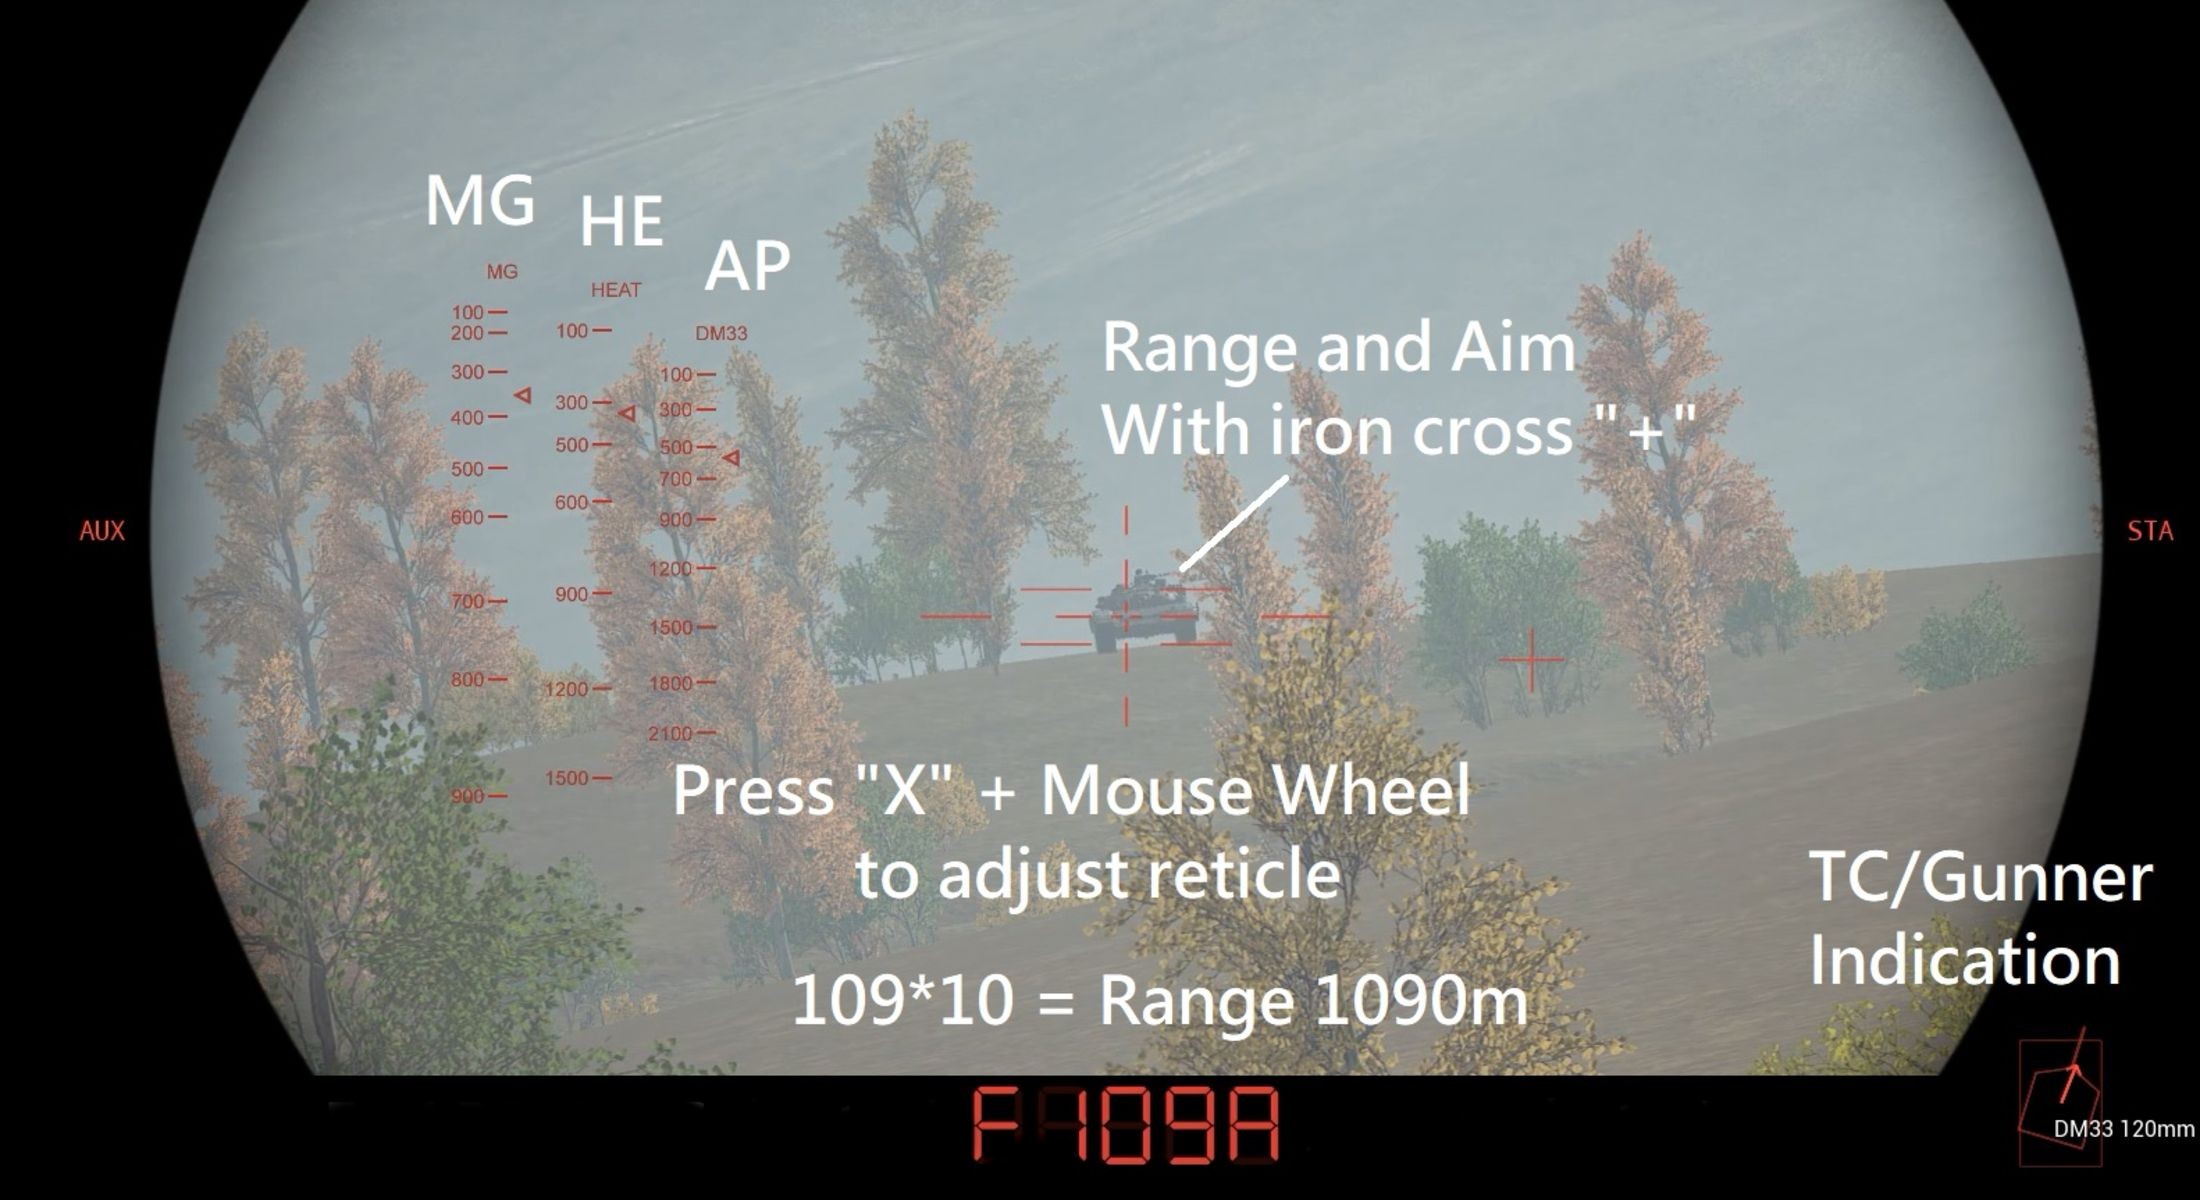 MG
HE
AP
MG
100
200
300
400
500
600
700
800
900
HEAT
100
300
500
600
900
1200
1500
DM33
100
300
500
700
900
1200
1500
1800
2100
Range and Aim
With iron cross "+"
AUX
STA
Press "X" + Mouse Wheel
to adjust reticle
109*10 = Range 1090m
TC/Gunner
Indication
F109A
DM33 120mm